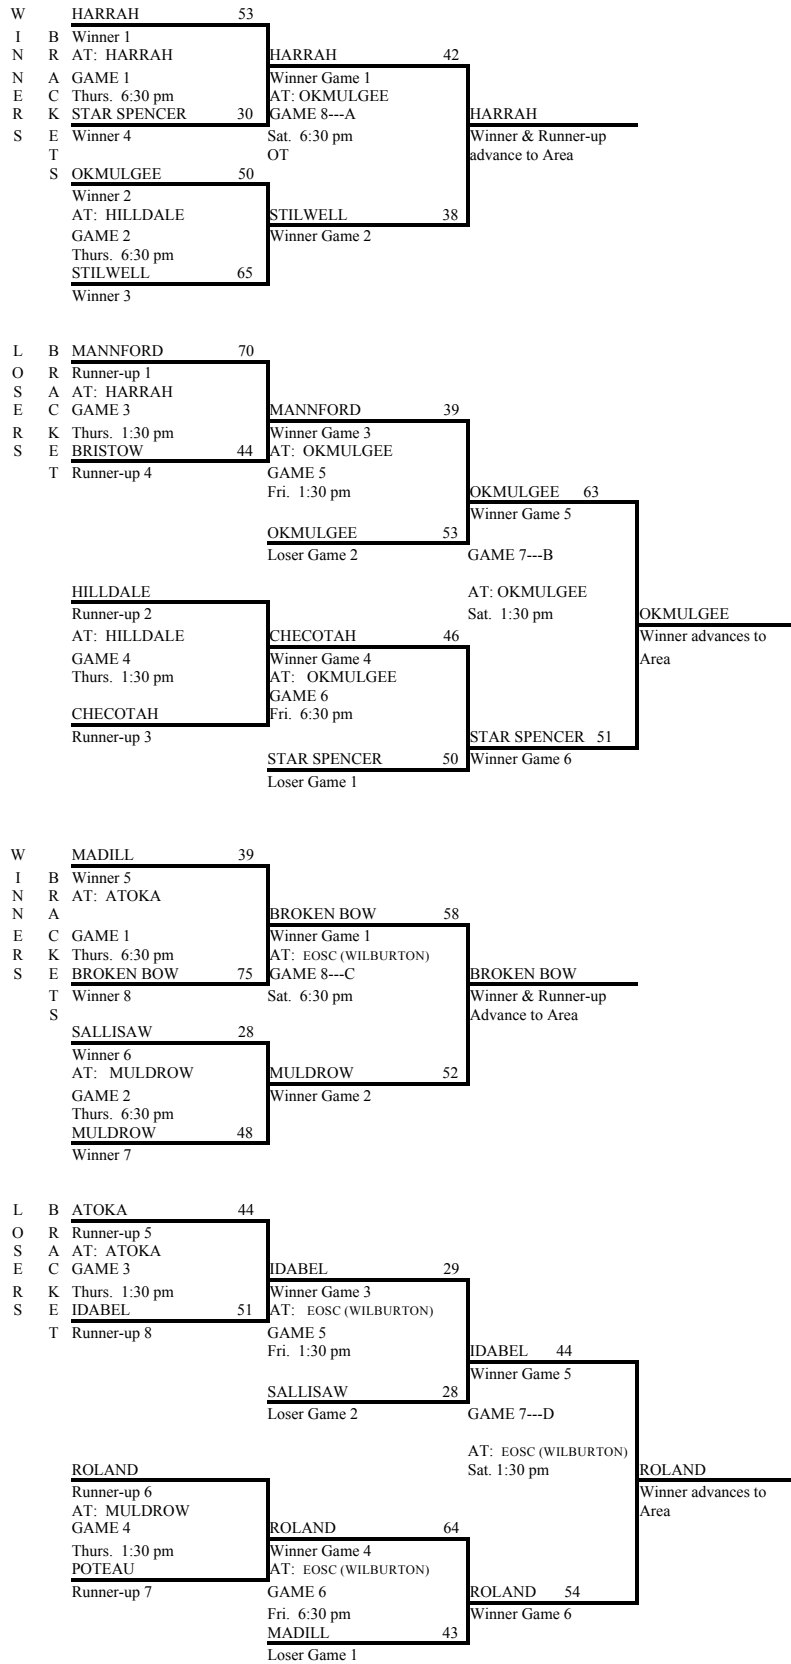 W HARRAH 53
I B Winner 1
N R AT: HARRAH HARRAH 42
N A GAME 1 Winner Game 1
E C Thurs. 6:30 pm AT: OKMULGEE
R K STAR SPENCER 30 GAME 8---A HARRAH
S E Winner 4 Sat. 6:30 pm Winner & Runner-up
T OT advance to Area
S OKMULGEE 50
Winner 2
AT: HILLDALE STILWELL 38
GAME 2 Winner Game 2
Thurs. 6:30 pm
STILWELL 65
Winner 3
L B MANNFORD 70
O R Runner-up 1
S A AT: HARRAH
E C GAME 3 MANNFORD 39
R K Thurs. 1:30 pm Winner Game 3
S E BRISTOW 44 AT: OKMULGEE
T Runner-up 4 GAME 5
Fri. 1:30 pm OKMULGEE 63
Winner Game 5
OKMULGEE 53
Loser Game 2 GAME 7---B
HILLDALE AT: OKMULGEE
Runner-up 2 Sat. 1:30 pm OKMULGEE
AT: HILLDALE CHECOTAH 46 Winner advances to
GAME 4 Winner Game 4 Area
Thurs. 1:30 pm AT: OKMULGEE
GAME 6
CHECOTAH Fri. 6:30 pm
Runner-up 3 STAR SPENCER 51
STAR SPENCER 50 Winner Game 6
Loser Game 1
W MADILL 39
I B Winner 5
N R AT: ATOKA
N A BROKEN BOW 58
E C GAME 1 Winner Game 1
R K Thurs. 6:30 pm AT: EOSC (WILBURTON)
S E BROKEN BOW 75 GAME 8---C BROKEN BOW
T Winner 8 Sat. 6:30 pm Winner & Runner-up
S Advance to Area
SALLISAW 28
Winner 6
AT: MULDROW MULDROW 52
GAME 2 Winner Game 2
Thurs. 6:30 pm
MULDROW 48
Winner 7
L B ATOKA 44
O R Runner-up 5
S A AT: ATOKA
E C GAME 3 IDABEL 29
R K Thurs. 1:30 pm Winner Game 3
S E IDABEL 51 AT: EOSC (WILBURTON)
T Runner-up 8 GAME 5
Fri. 1:30 pm IDABEL 44
Winner Game 5
SALLISAW 28
Loser Game 2 GAME 7---D
AT: EOSC (WILBURTON)
ROLAND Sat. 1:30 pm ROLAND
Runner-up 6 Winner advances to
AT: MULDROW Area
GAME 4 ROLAND 64
Thurs. 1:30 pm Winner Game 4
POTEAU AT: EOSC (WILBURTON)
Runner-up 7 GAME 6 ROLAND 54
Fri. 6:30 pm Winner Game 6
MADILL 43
Loser Game 1